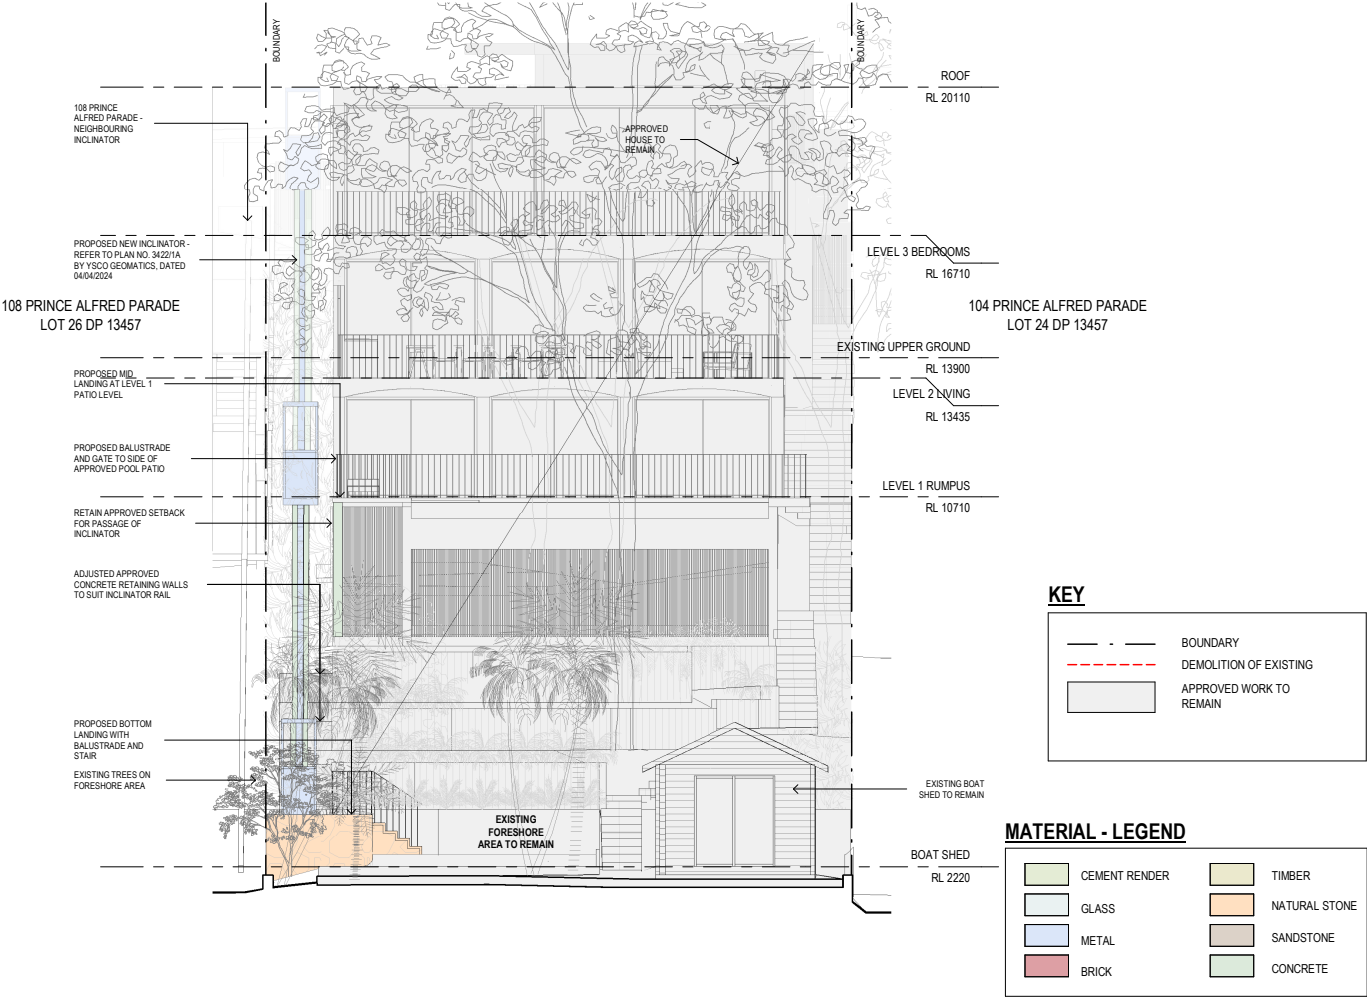 BOUNDARY
BOUNDARY
ROOF
RL 20110
108 PRINCE
ALFRED PARADE -
NEIGHBOURING
INCLINATOR
APPROVED
HOUSE TO
REMAIN
PROPOSED NEW INCLINATOR -
REFER TO PLAN NO. 3422/1A
BY YSCO GEOMATICS, DATED
04/04/2024
LEVEL 3 BEDROOMS
RL 16710
108 PRINCE ALFRED PARADE
LOT 26 DP 13457
104 PRINCE ALFRED PARADE
LOT 24 DP 13457
EXISTING UPPER GROUND
RL 13900
PROPOSED MID
LANDING AT LEVEL 1
PATIO LEVEL
LEVEL 2 LIVING
RL 13435
PROPOSED BALUSTRADE
AND GATE TO SIDE OF
APPROVED POOL PATIO
LEVEL 1 RUMPUS
RL 10710
RETAIN APPROVED SETBACK
FOR PASSAGE OF
INCLINATOR
ADJUSTED APPROVED
CONCRETE RETAINING WALLS
TO SUIT INCLINATOR RAIL
PROPOSED BOTTOM
LANDING WITH
BALUSTRADE AND
STAIR
EXISTING TREES ON
FORESHORE AREA
EXISTING BOAT
SHED TO REMAIN
EXISTING
FORESHORE
AREA TO REMAIN
BOAT SHED
RL 2220
KEY
BOUNDARY
DEMOLITION OF EXISTING
APPROVED WORK TO
REMAIN
MATERIAL - LEGEND
CEMENT RENDER
TIMBER
GLASS
NATURAL STONE
METAL
SANDSTONE
BRICK
CONCRETE